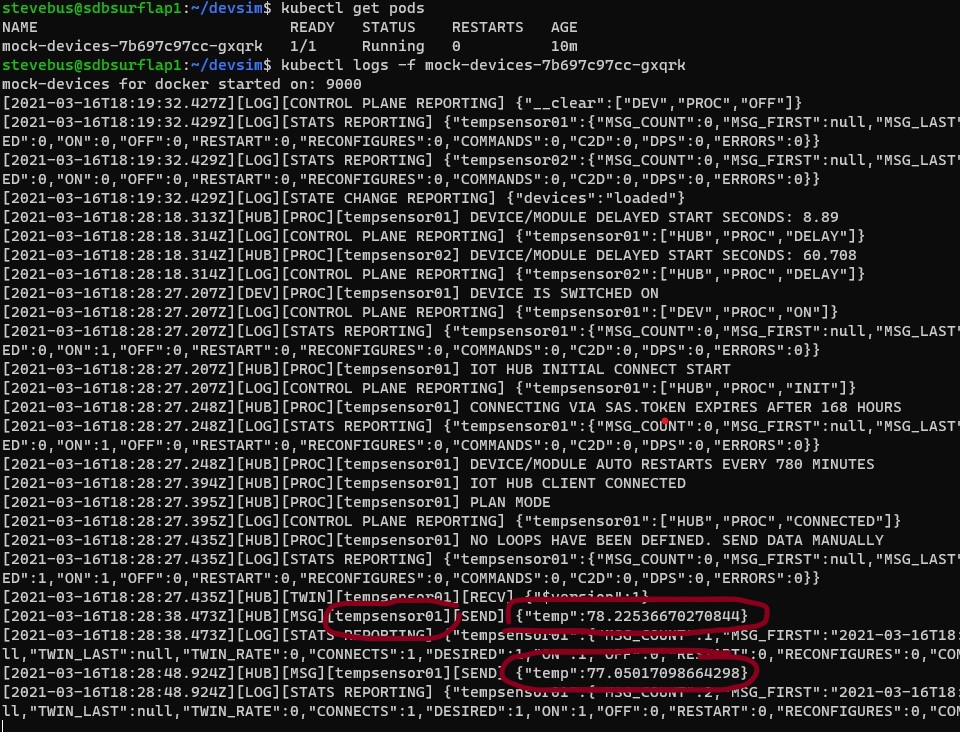 stevebus@sdbsurflap1:~/devsim$ kubectl get pods
NAME READY STATUS RESTARTS AGE
mock-devices-7b697c97cc-gxqrk 1/1 Running 0 10m
stevebus@sdbsurflap1:~/devsim$ kubectl logs -f mock-devices-7b697c97cc-gxqrk
mock-devices for docker started on: 9000
[2021-03-16T18:19:32.427Z][LOG][CONTROL PLANE REPORTING] {"__clear":["DEV","PROC","OFF"]}
[2021-03-16T18:19:32.429Z][LOG][STATS REPORTING] {"tempsensor01":{"MSG_COUNT":0,"MSG_FIRST":null,"MSG_LAST"
ED":0,"ON":0,"OFF":0,"RESTART":0,"RECONFIGURES":0,"COMMANDS":0,"C2D":0,"DPS":0,"ERRORS":0}}
[2021-03-16T18:19:32.429Z][LOG][STATS REPORTING] {"tempsensor02":{"MSG_COUNT":0,"MSG_FIRST":null,"MSG_LAST"
ED":0,"ON":0,"OFF":0,"RESTART":0,"RECONFIGURES":0,"COMMANDS":0,"C2D":0,"DPS":0,"ERRORS":0}}
[2021-03-16T18:19:32.429Z][LOG][STATE CHANGE REPORTING] {"devices":"loaded"}
[2021-03-16T18:28:18.313Z][HUB][PROC][tempsensor01] DEVICE/MODULE DELAYED START SECONDS: 8.89
[2021-03-16T18:28:18.314Z][LOG][CONTROL PLANE REPORTING] {"tempsensor01":["HUB","PROC","DELAY"]}
[2021-03-16T18:28:18.314Z][HUB][PROC][tempsensor02] DEVICE/MODULE DELAYED START SECONDS: 60.708
[2021-03-16T18:28:18.314Z][LOG][CONTROL PLANE REPORTING] {"tempsensor02":["HUB","PROC","DELAY"]}
[2021-03-16T18:28:27.207Z][DEV][PROC][tempsensor01] DEVICE IS SWITCHED ON
[2021-03-16T18:28:27.207Z][LOG][CONTROL PLANE REPORTING] {"tempsensor01":["DEV","PROC","ON"]}
[2021-03-16T18:28:27.207Z][LOG][STATS REPORTING] {"tempsensor01":{"MSG_COUNT":0,"MSG_FIRST":null,"MSG_LAST"
ED":0,"ON":1,"OFF":0,"RESTART":0,"RECONFIGURES":0,"COMMANDS":0,"C2D":0,"DPS":0,"ERRORS":0}}
[2021-03-16T18:28:27.207Z][HUB][PROC][tempsensor01] IOT HUB INITIAL CONNECT START
[2021-03-16T18:28:27.207Z][LOG][CONTROL PLANE REPORTING] {"tempsensor01":["HUB","PROC","INIT"]}
[2021-03-16T18:28:27.248Z][HUB][PROC][tempsensor01] CONNECTING VIA SAS.TOKEN EXPIRES AFTER 168 HOURS
[2021-03-16T18:28:27.248Z][LOG][STATS REPORTING] {"tempsensor01":{"MSG_COUNT":0,"MSG_FIRST":null,"MSG_LAST"
ED":0,"ON":1,"OFF":0,"RESTART":0,"RECONFIGURES":0,"COMMANDS":0,"C2D":0,"DPS":0,"ERRORS":0}}
[2021-03-16T18:28:27.248Z][HUB][PROC][tempsensor01] DEVICE/MODULE AUTO RESTARTS EVERY 780 MINUTES
[2021-03-16T18:28:27.394Z][HUB][PROC][tempsensor01] IOT HUB CLIENT CONNECTED
[2021-03-16T18:28:27.395Z][HUB][PROC][tempsensor01] PLAN MODE
[2021-03-16T18:28:27.395Z][LOG][CONTROL PLANE REPORTING] {"tempsensor01":["HUB","PROC","CONNECTED"]}
[2021-03-16T18:28:27.435Z][HUB][PROC][tempsensor01] NO LOOPS HAVE BEEN DEFINED. SEND DATA MANUALLY
[2021-03-16T18:28:27.435Z][LOG][STATS REPORTING] {"tempsensor01":{"MSG_COUNT":0,"MSG_FIRST":null,"MSG_LAST"
ED":1,"ON":1,"OFF":0,"RESTART":0,"RECONFIGURES":0,"COMMANDS":0,"C2D":0,"DPS":0,"ERRORS":0}}
[2021-03-16T18:28:27.435Z][HUB][TWIN][tempsensor01][RECV] {"$version":1}
[2021-03-16T18:28:38.473Z][HUB][MSG][tempsensor01][SEND] {"temp":78.22536670270844}
[2021-03-16T18:28:38.473Z][LOG][STATS REPORTING] {"tempsensor01":{"MSG_COUNT":1,"MSG_FIRST":"2021-03-16T18:
ll,"TWIN_LAST":null,"TWIN_RATE":0,"CONNECTS":1,"DESIRED":1,"ON":1,"OFF":0,"RESTART":0,"RECONFIGURES":0,"COM
[2021-03-16T18:28:48.924Z][HUB][MSG][tempsensor01][SEND] {"temp":77.05017098664298}
[2021-03-16T18:28:48.924Z][LOG][STATS REPORTING] {"tempsensor01":{"MSG_COUNT":2,"MSG_FIRST":"2021-03-16T18:
ll,"TWIN_LAST":null,"TWIN_RATE":0,"CONNECTS":1,"DESIRED":1,"ON":1,"OFF":0,"RESTART":0,"RECONFIGURES":0,"COM